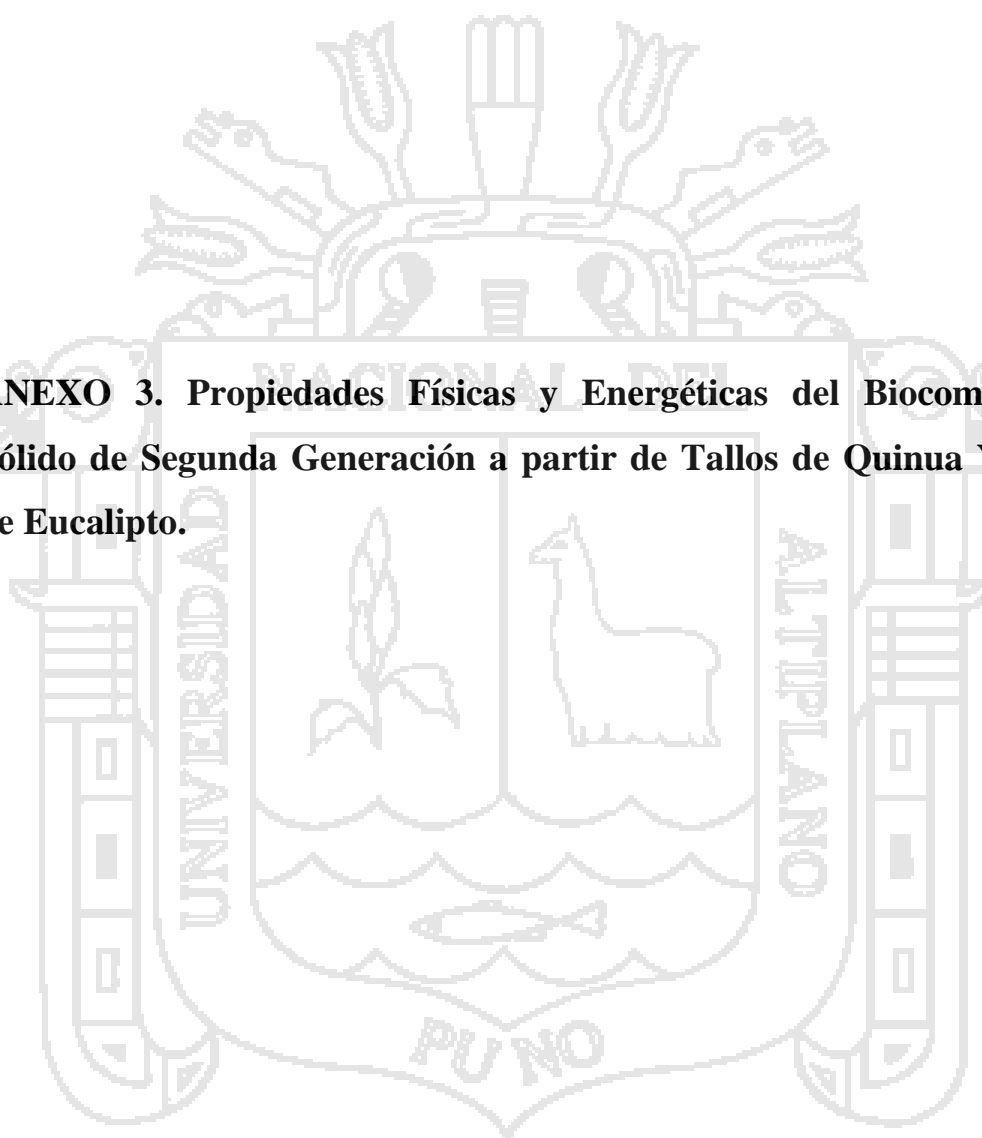 NEXO 3. Propiedades Físicas y Energéticas del Biocom
ólido de Segunda Generación a partir de Tallos de Quinua Y
e Eucalipto.
NACIONAL DEL
UNIVERSIDAD
ALTIPLANO
PUNO